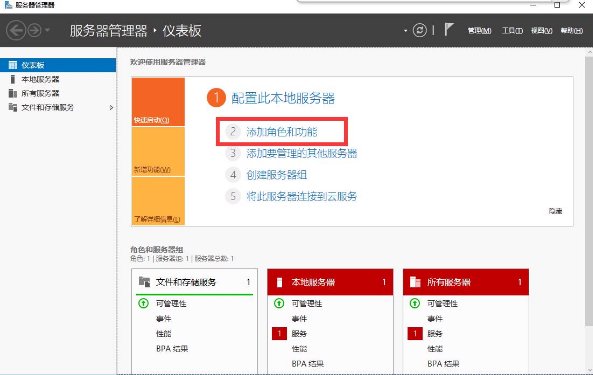 服务器管理器
服务器管理器 · 仪表板
管理(M) 工具(T) 视图(V) 帮助(H)
仪表板
本地服务器
所有服务器
文件和存储服务
欢迎使用服务器管理器
快速启动(Q)
新增功能(W)
了解详细信息(L)
1 配置此本地服务器
2 添加角色和功能
3 添加要管理的其他服务器
4 创建服务器组
5 将此服务器连接到云服务
隐藏
角色和服务器组
角色: 1 | 服务器组: 1 | 服务器总数: 1
文件和存储服务 1
可管理性
事件
性能
BPA 结果
本地服务器 1
可管理性
事件
1 服务
性能
BPA 结果
所有服务器 1
可管理性
事件
1 服务
性能
BPA 结果